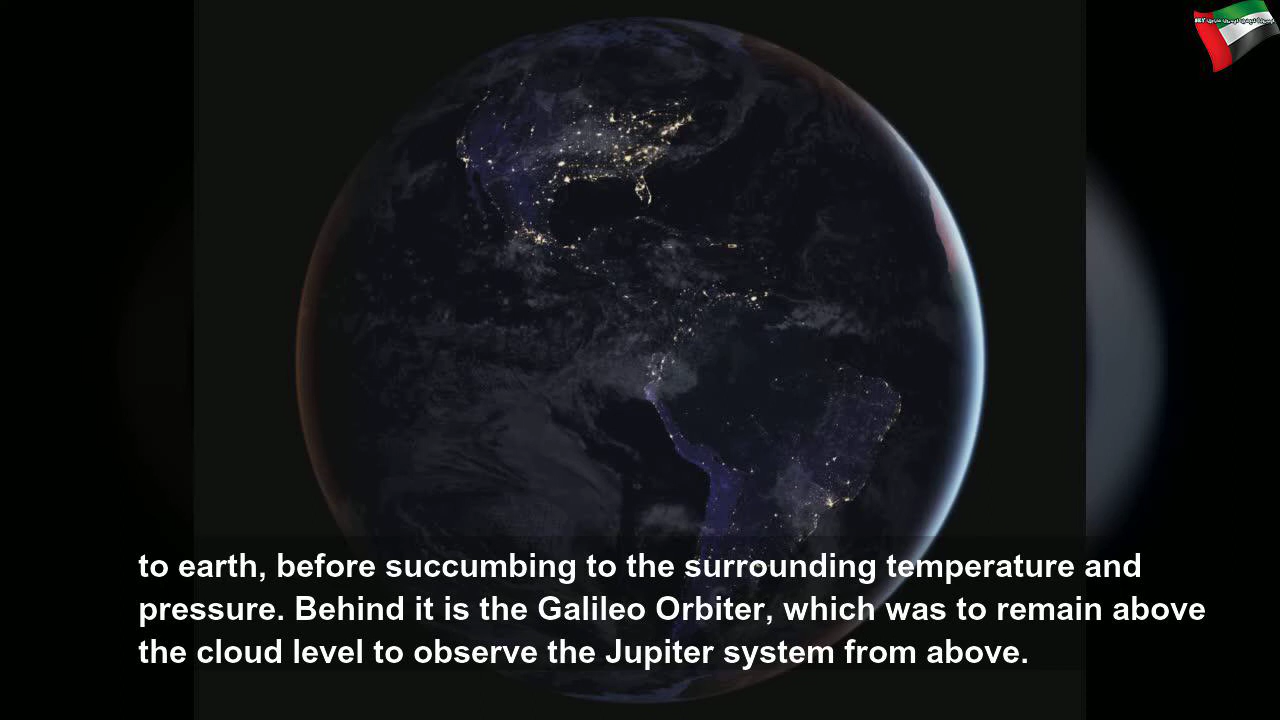 to earth, before succumbing to the surrounding temperature and
pressure. Behind it is the Galileo Orbiter, which was to remain above
the cloud level to observe the Jupiter system from above.